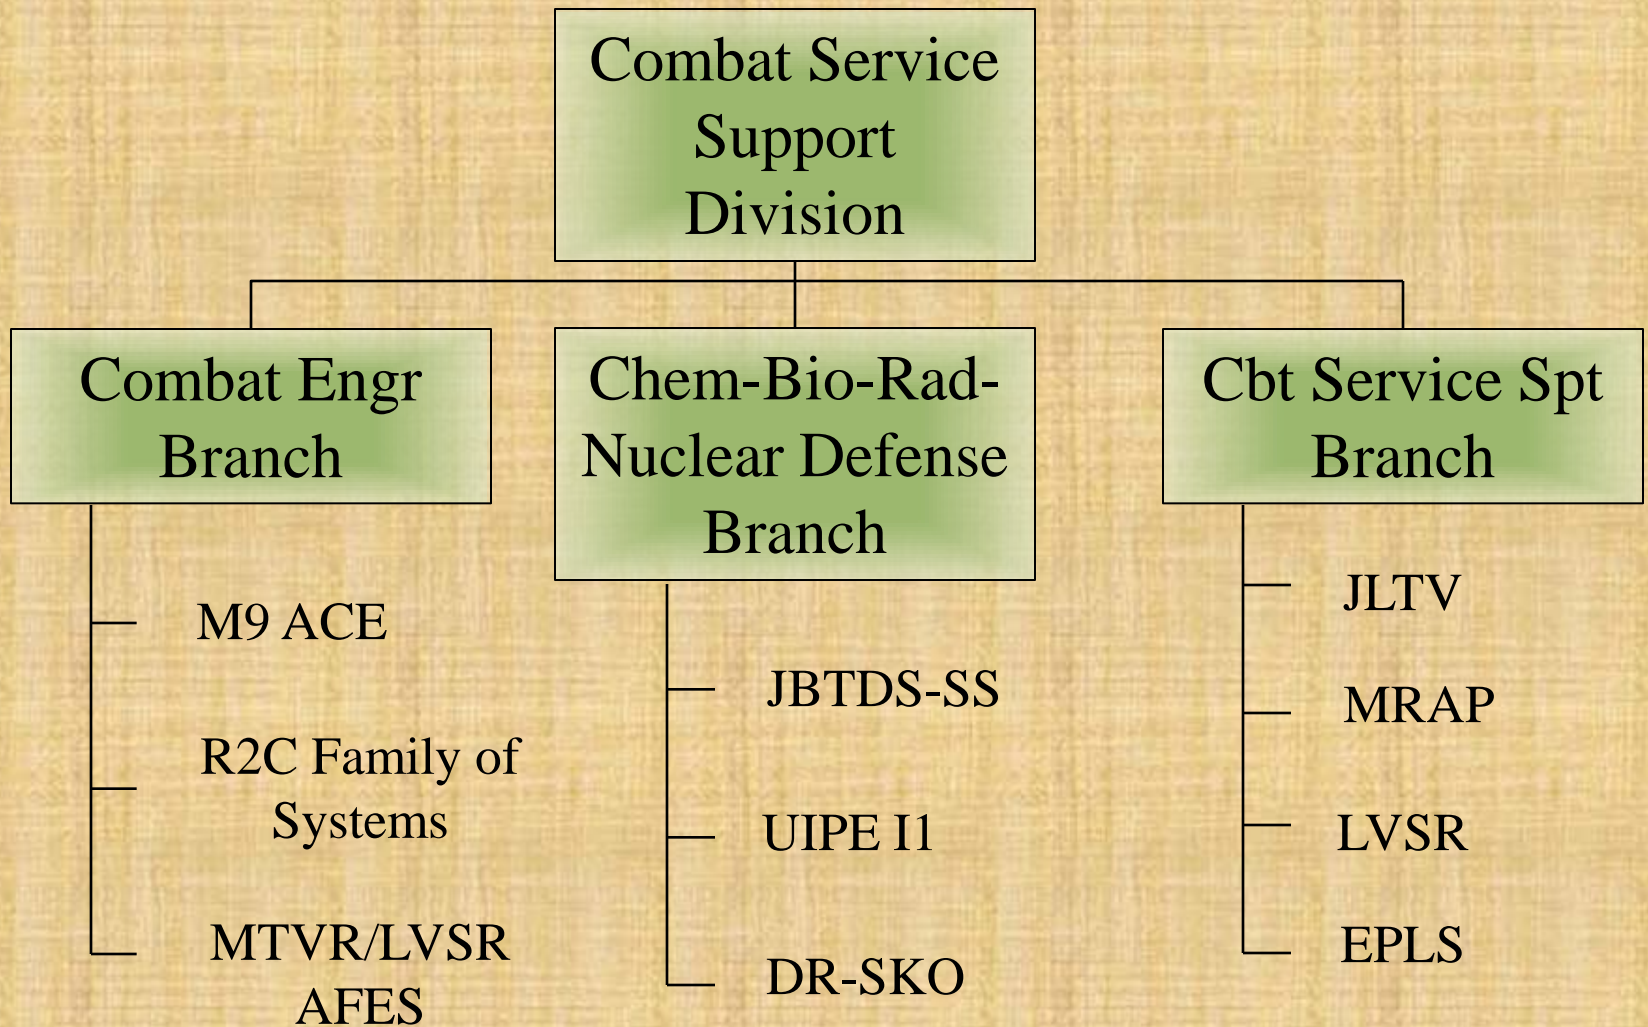 Combat Service
Support
Division
Combat Engr
Branch
M9 ACE
R2C Family of
Systems
MTVR/LVSR
AFES
Chem-Bio-Rad-
Nuclear Defense
Branch
JBTDS-SS
UIPE I1
DR-SKO
Cbt Service Spt
Branch
JLTV
MRAP
LVSR
EPLS